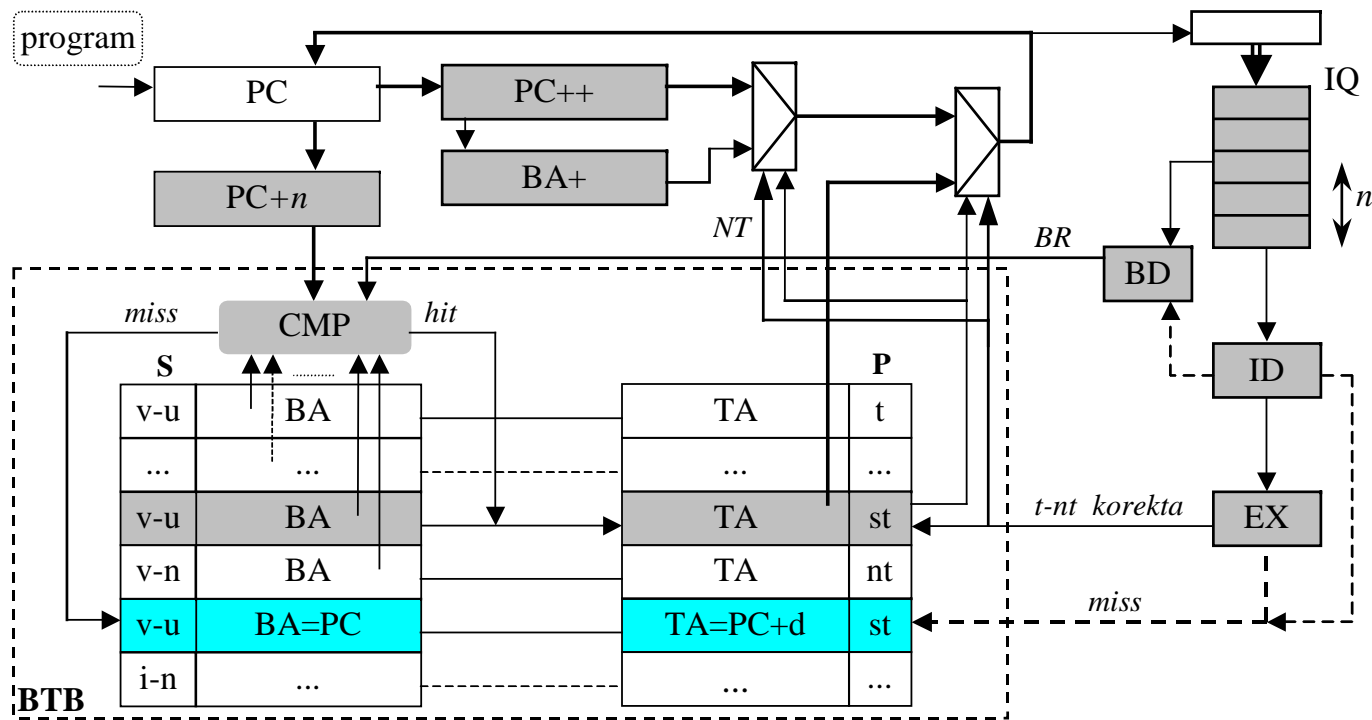 program
PC
PC++
IQ
BA+
PC+n
n
NT
BR
BD
miss
CMP
hit
S
..........
P
ID
v-u BA TA t
... ... ... ...
v-u BA TA st
t-nt korekta
EX
v-n BA TA nt
v-u BA=PC TA=PC+d st
miss
i-n ... ... ...
BTB